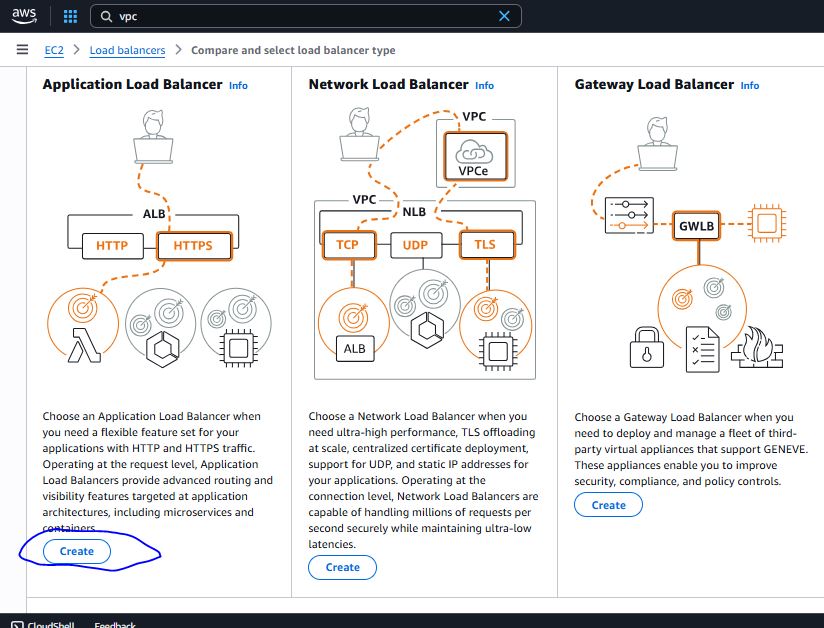 aws
vpc
EC2 > Load balancers > Compare and select load balancer type
Application Load Balancer Info
ALB
HTTP HTTPS
Choose an Application Load Balancer when
you need a flexible feature set for your
applications with HTTP and HTTPS traffic.
Operating at the request level, Application
Load Balancers provide advanced routing and
visibility features targeted at application
architectures, including microservices and
containers.
Create
Network Load Balancer Info
VPC
VPCe
VPC
NLB
TCP UDP TLS
ALB
Choose a Network Load Balancer when you
need ultra-high performance, TLS offloading
at scale, centralized certificate deployment,
support for UDP, and static IP addresses for
your applications. Operating at the
connection level, Network Load Balancers are
capable of handling millions of requests per
second securely while maintaining ultra-low
latencies.
Create
Gateway Load Balancer Info
GWLB
Choose a Gateway Load Balancer when you
need to deploy and manage a fleet of third-
party virtual appliances that support GENEVE.
These appliances enable you to improve
security, compliance, and policy controls.
Create
CloudShell Feedback